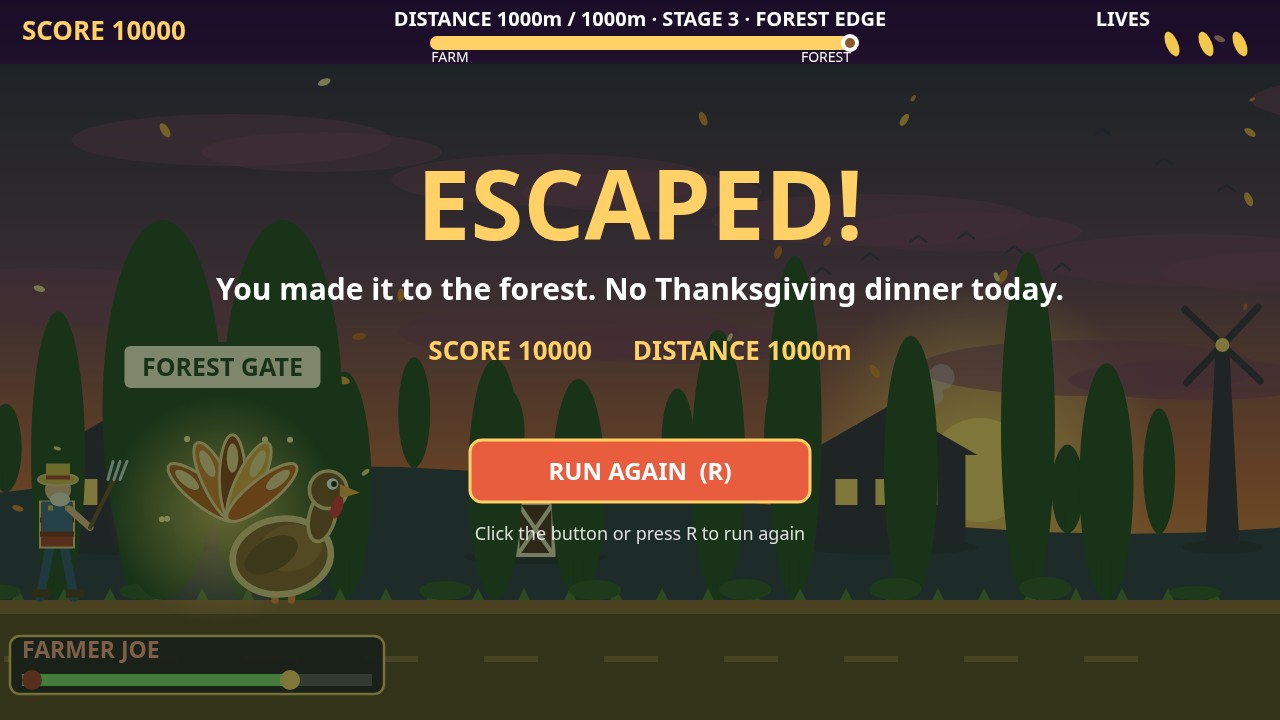 SCORE 10000
DISTANCE 1000m / 1000m · STAGE 3 · FOREST EDGE
LIVES
FARM
FOREST
ESCAPED!
You made it to the forest. No Thanksgiving dinner today.
SCORE 10000 DISTANCE 1000m
FOREST GATE
RUN AGAIN (R)
Click the button or press R to run again
FARMER JOE